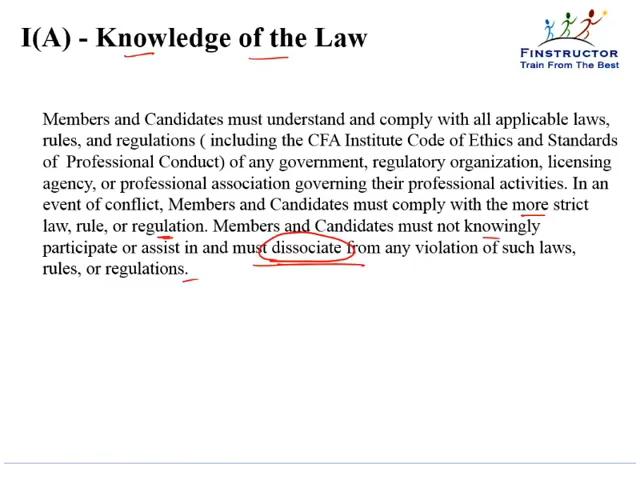 I(A) - Knowledge of the Law
FINSTRUCTOR
Train From The Best
Members and Candidates must understand and comply with all applicable laws,
rules, and regulations ( including the CFA Institute Code of Ethics and Standards
of Professional Conduct) of any government, regulatory organization, licensing
agency, or professional association governing their professional activities. In an
event of conflict, Members and Candidates must comply with the more strict
law, rule, or regulation. Members and Candidates must not knowingly
participate or assist in and must dissociate from any violation of such laws,
rules, or regulations.